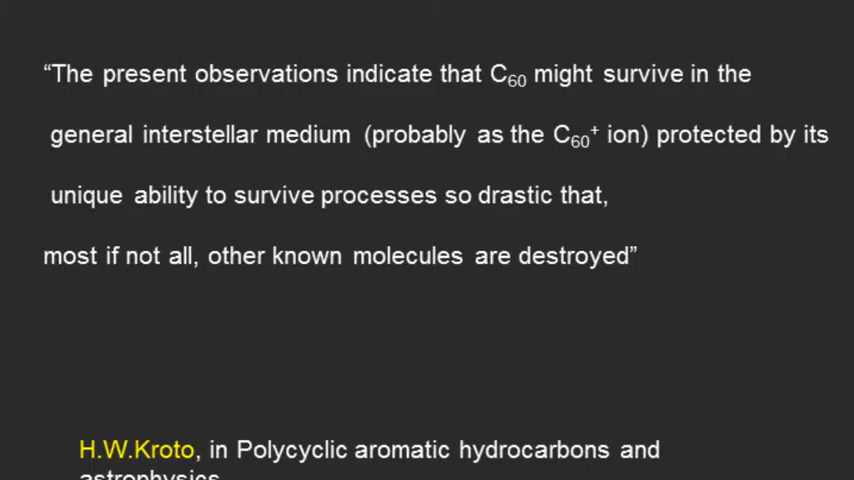 “The present observations indicate that C₆₀ might survive in the
general interstellar medium (probably as the C₆₀⁺ ion) protected by its
unique ability to survive processes so drastic that,
most if not all, other known molecules are destroyed”
H.W.Kroto, in Polycyclic aromatic hydrocarbons and
astrophysics